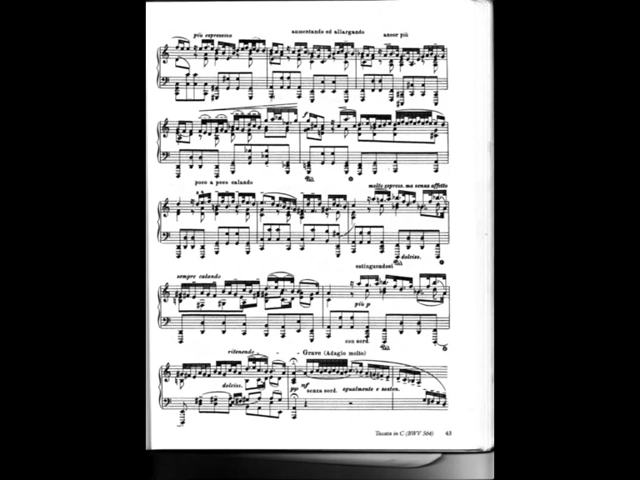 più espressivo aumentando ed allargando ancor più
poco a poco calando molto espress. ma senza affetto
dolciss.
estinguendosi
sempre calando
più p
con sord.
ritenendo Grave (Adagio molto)
dolciss. pp mf senza sord. egualmente e sosten.
Toccata in C (BWV 564) 43